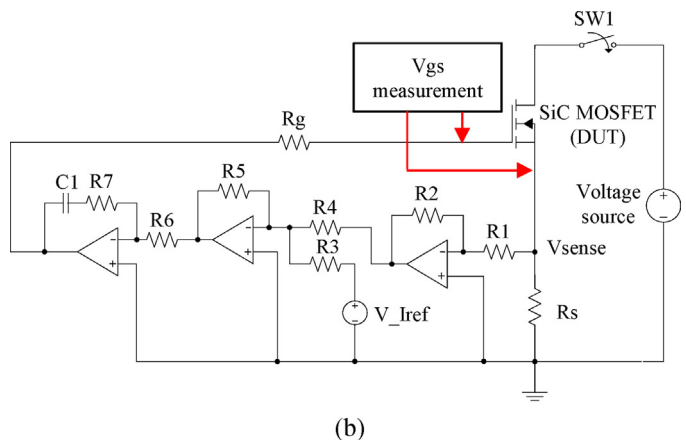 SW1
Vgs
measurement
SiC MOSFET
(DUT)
Rg
C1
R7
R5
R2
R6
R4
R1
R3
Voltage
source
Vsense
V_Iref
Rs
+
-
-
+
-
+
-
+
+
-
(b)